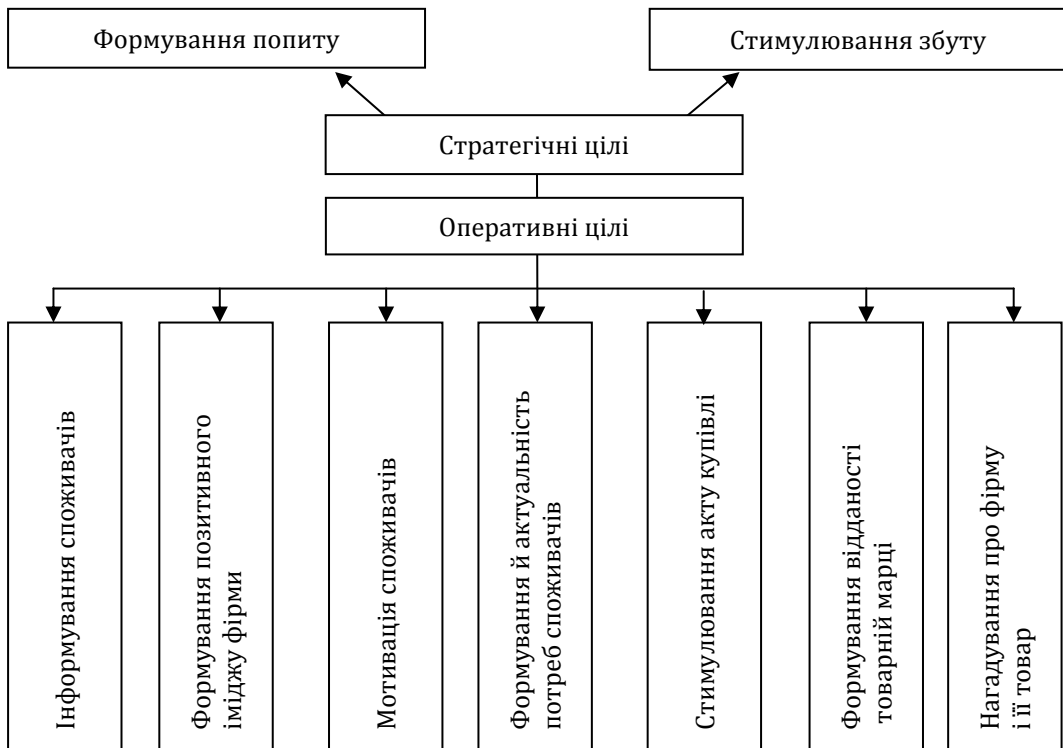 Формування попиту
Стимулювання збуту
Стратегічні цілі
Оперативні цілі
Інформування споживачів
Формування позитивного
іміджу фірми
Мотивація споживачів
Формування й актуальність
потреб споживачів
Стимулювання акту купівлі
Формування відданості
товарній марці
Нагадування про фірму
і її товар